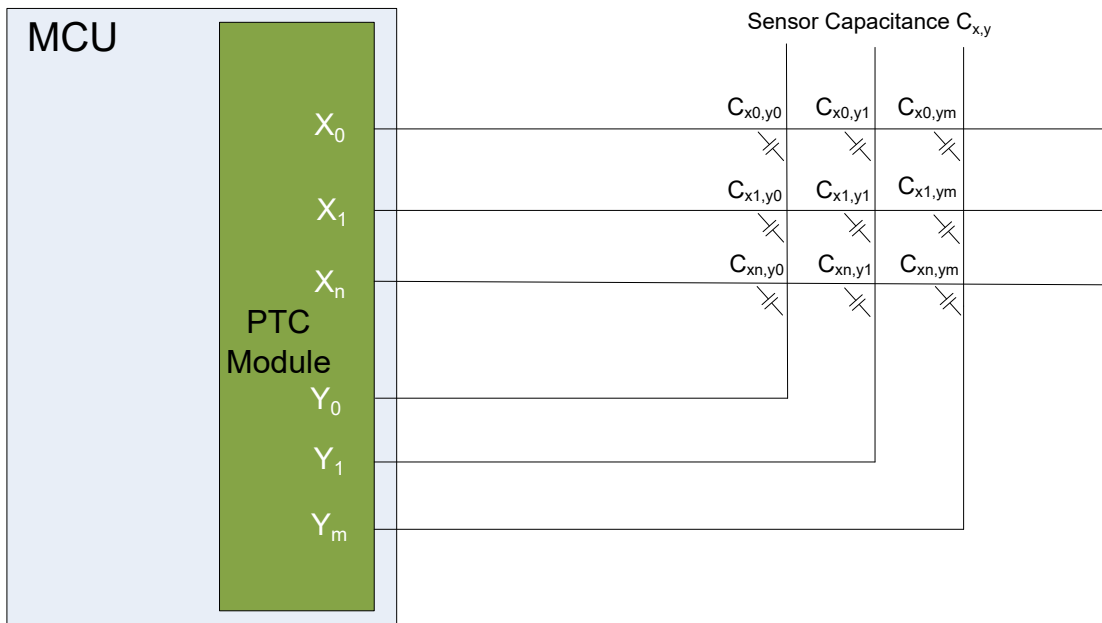 MCU
Sensor Capacitance Cx,y
X0
Cx0,y0 Cx0,y1 Cx0,ym
X1
Cx1,y0 Cx1,y1 Cx1,ym
Xn
Cxn,y0 Cxn,y1 Cxn,ym
PTC
Module
Y0
Y1
Ym